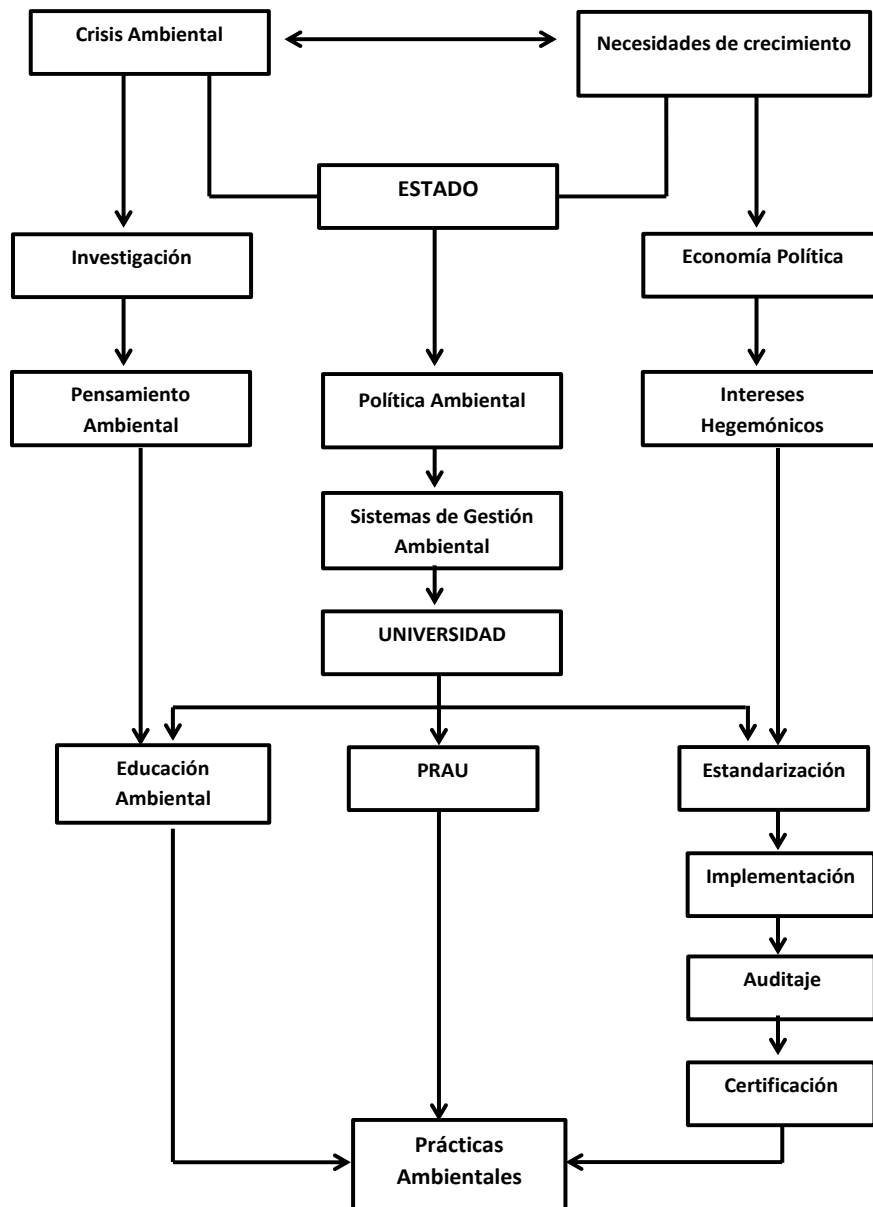 Crisis Ambiental
Necesidades de crecimiento
ESTADO
Investigación
Economía Política
Pensamiento
Ambiental
Política Ambiental
Intereses
Hegemónicos
Sistemas de Gestión
Ambiental
UNIVERSIDAD
Educación
Ambiental
PRAU
Estandarización
Implementación
Auditaje
Certificación
Prácticas
Ambientales